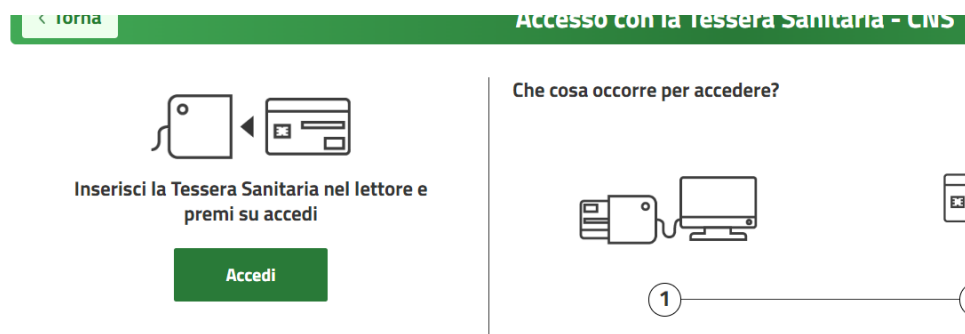 < Torna
Accesso con la Tessera Sanitaria - CNS
Inserisci la Tessera Sanitaria nel lettore e
premi su accedi
Accedi
Che cosa occorre per accedere?
1